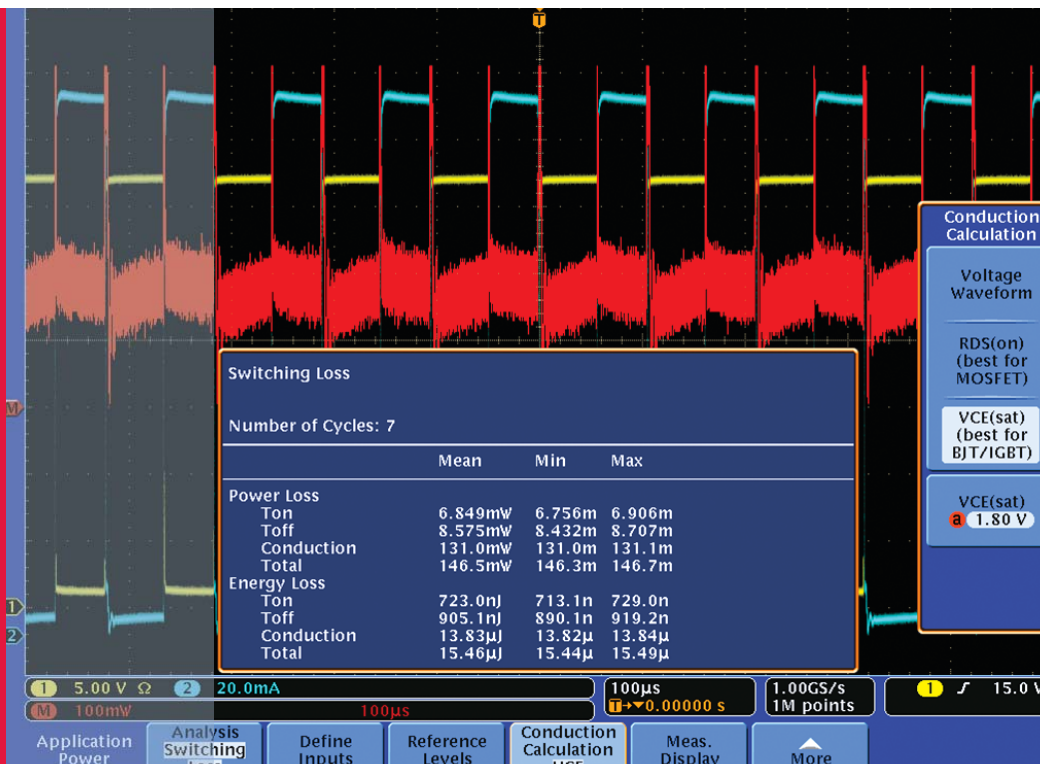 T
Conduction
Calculation
Voltage
Waveform
RDS(on)
(best for
MOSFET)
VCE(sat)
(best for
BJT/IGBT)
VCE(sat)
a 1.80 V
M
1
2
Switching Loss
Number of Cycles: 7
Mean Min Max
Power Loss
Ton 6.849mW 6.756m 6.906m
Toff 8.575mW 8.432m 8.707m
Conduction 131.0mW 131.0m 131.1m
Total 146.5mW 146.3m 146.7m
Energy Loss
Ton 723.0nJ 713.1n 729.0n
Toff 905.1nJ 890.1n 919.2n
Conduction 13.83µJ 13.82µ 13.84µ
Total 15.46µJ 15.44µ 15.49µ
1 5.00 V Ω 2 20.0mA
M 100mW 100µs
100µs
T→▼0.00000 s
1.00GS/s
1M points
1 15.0 V
Application
Power
Analysis
Switching
Loss
Define
Inputs
Reference
Levels
Conduction
Calculation
Meas.
Display
More